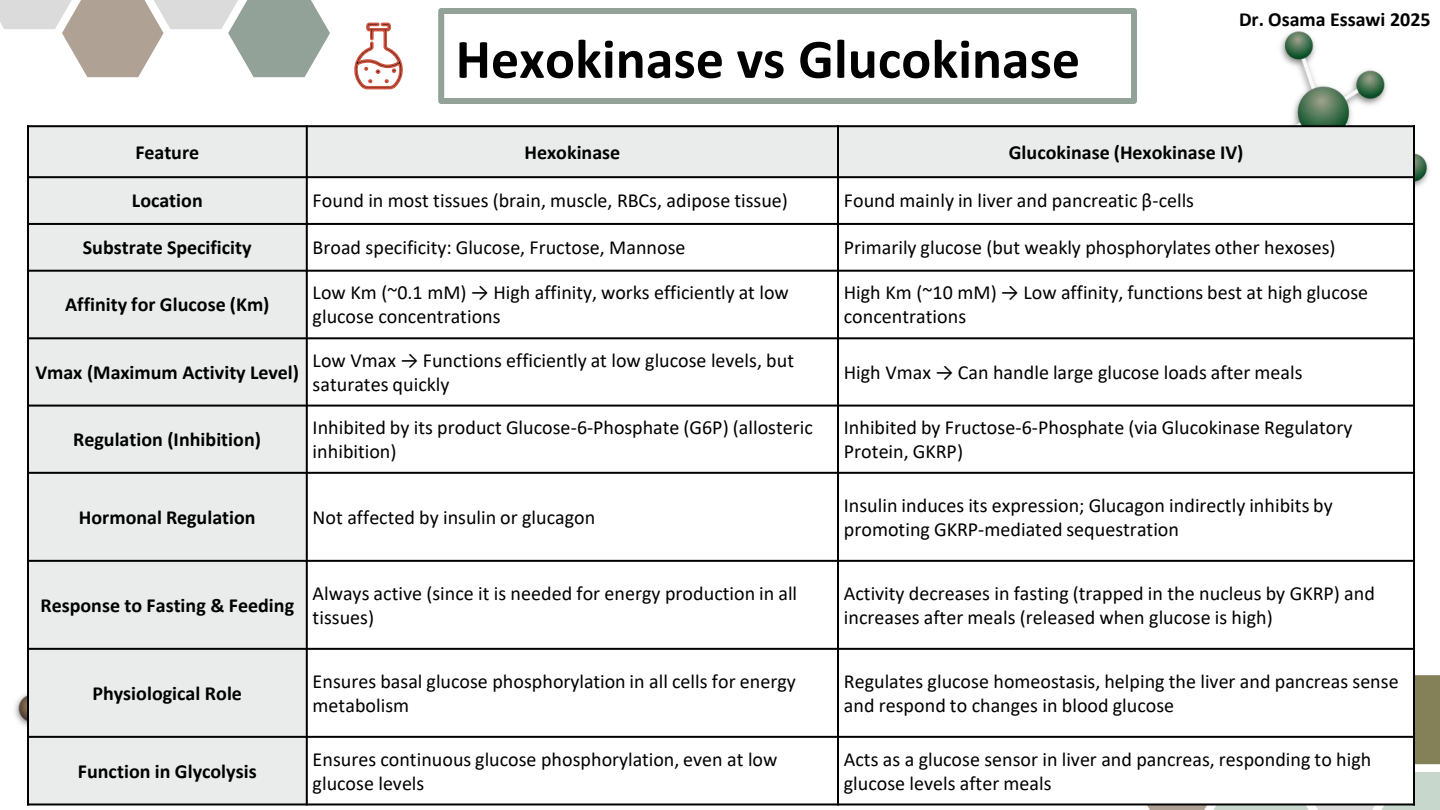 Dr. Osama Essawi 2025
Hexokinase vs Glucokinase
Feature
Hexokinase
Glucokinase (Hexokinase IV)
Location
Found in most tissues (brain, muscle, RBCs, adipose tissue)
Found mainly in liver and pancreatic β-cells
Substrate Specificity
Broad specificity: Glucose, Fructose, Mannose
Primarily glucose (but weakly phosphorylates other hexoses)
Affinity for Glucose (Km)
Low Km (~0.1 mM) → High affinity, works efficiently at low
glucose concentrations
High Km (~10 mM) → Low affinity, functions best at high glucose
concentrations
Vmax (Maximum Activity Level)
Low Vmax → Functions efficiently at low glucose levels, but
saturates quickly
High Vmax → Can handle large glucose loads after meals
Regulation (Inhibition)
Inhibited by its product Glucose-6-Phosphate (G6P) (allosteric
inhibition)
Inhibited by Fructose-6-Phosphate (via Glucokinase Regulatory
Protein, GKRP)
Hormonal Regulation
Not affected by insulin or glucagon
Insulin induces its expression; Glucagon indirectly inhibits by
promoting GKRP-mediated sequestration
Response to Fasting & Feeding
Always active (since it is needed for energy production in all
tissues)
Activity decreases in fasting (trapped in the nucleus by GKRP) and
increases after meals (released when glucose is high)
Physiological Role
Ensures basal glucose phosphorylation in all cells for energy
metabolism
Regulates glucose homeostasis, helping the liver and pancreas sense
and respond to changes in blood glucose
Function in Glycolysis
Ensures continuous glucose phosphorylation, even at low
glucose levels
Acts as a glucose sensor in liver and pancreas, responding to high
glucose levels after meals